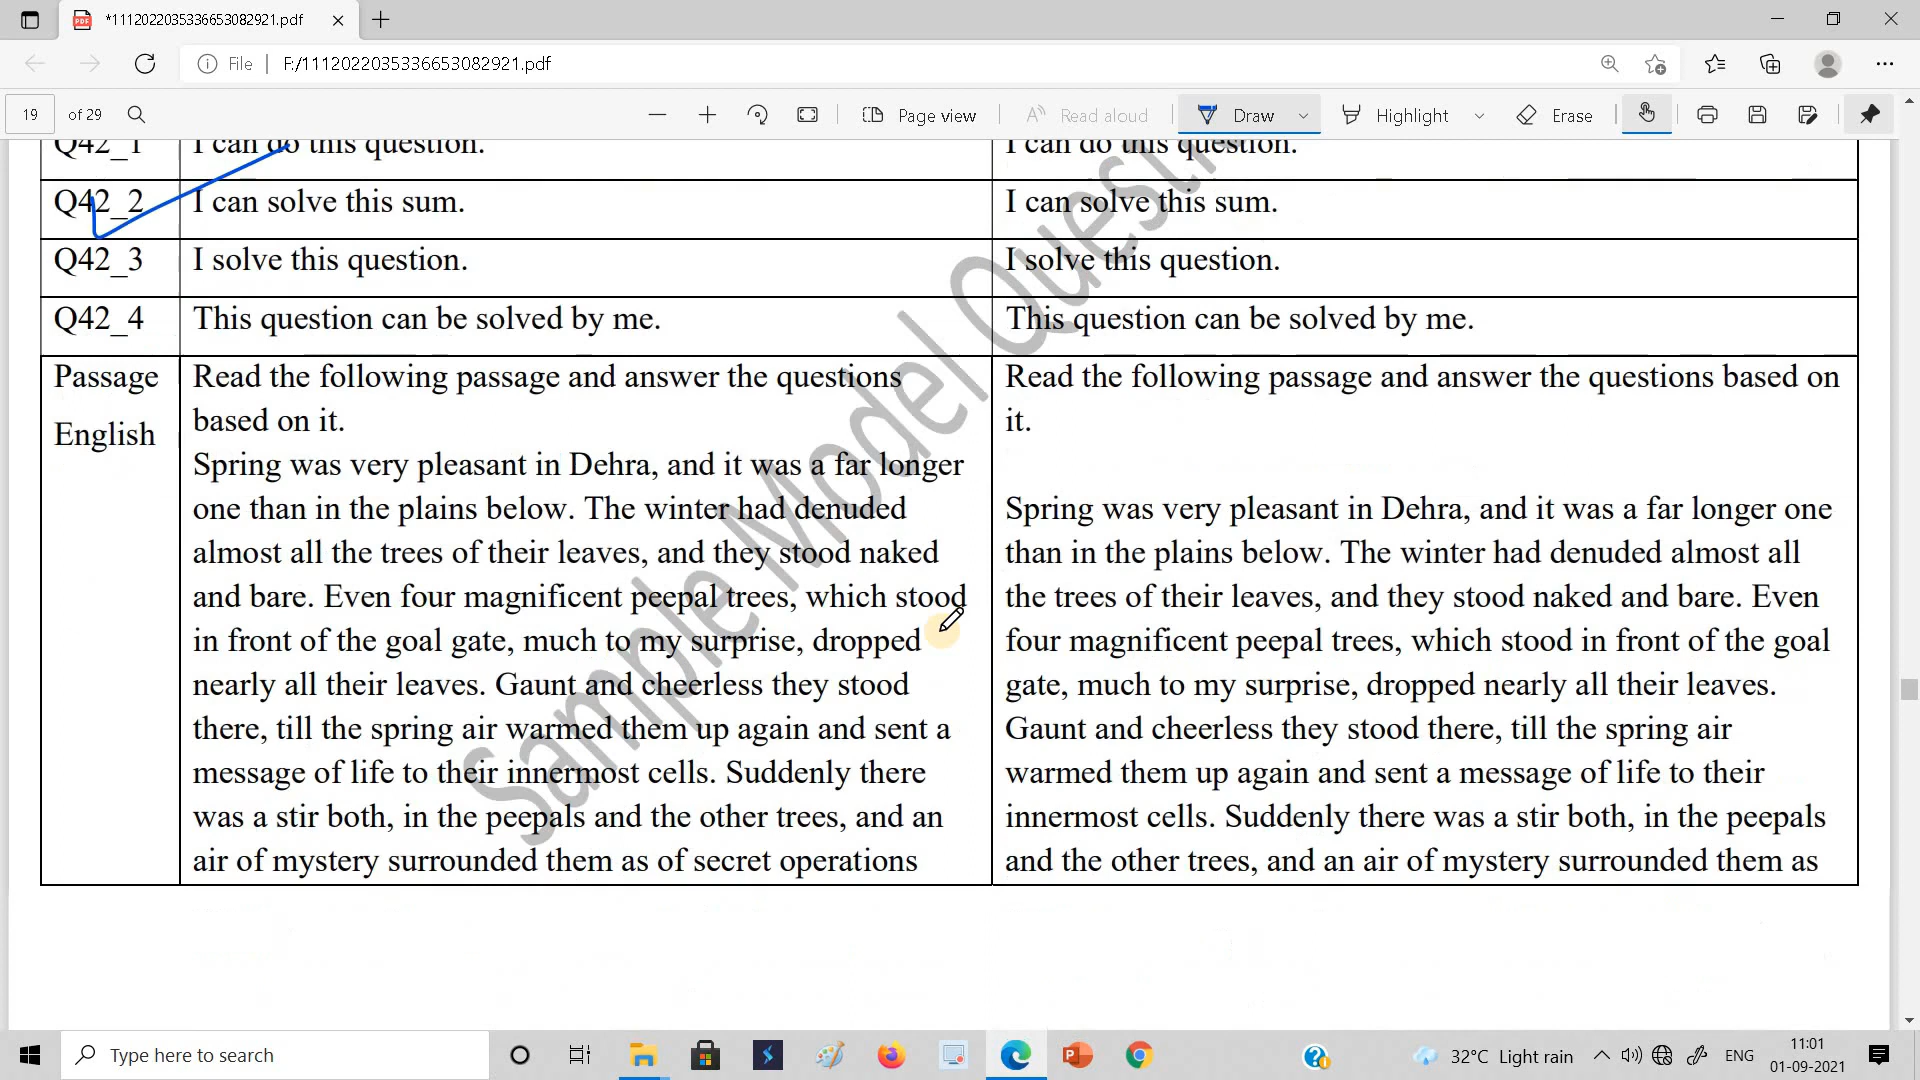 *1112022035336653082921.pdf
File F:/1112022035336653082921.pdf
19 of 29 Page view Read aloud Draw Highlight Erase
Q42_1 I can do this question. I can do this question.
Q42_2 I can solve this sum. I can solve this sum.
Q42_3 I solve this question. I solve this question.
Q42_4 This question can be solved by me. This question can be solved by me.
Passage
English
Read the following passage and answer the questions
based on it.
Spring was very pleasant in Dehra, and it was a far longer
one than in the plains below. The winter had denuded
almost all the trees of their leaves, and they stood naked
and bare. Even four magnificent peepal trees, which stood
in front of the goal gate, much to my surprise, dropped
nearly all their leaves. Gaunt and cheerless they stood
there, till the spring air warmed them up again and sent a
message of life to their innermost cells. Suddenly there
was a stir both, in the peepals and the other trees, and an
air of mystery surrounded them as of secret operations
Read the following passage and answer the questions based on
it.
Spring was very pleasant in Dehra, and it was a far longer one
than in the plains below. The winter had denuded almost all
the trees of their leaves, and they stood naked and bare. Even
four magnificent peepal trees, which stood in front of the goal
gate, much to my surprise, dropped nearly all their leaves.
Gaunt and cheerless they stood there, till the spring air
warmed them up again and sent a message of life to their
innermost cells. Suddenly there was a stir both, in the peepals
and the other trees, and an air of mystery surrounded them as
Sample Model Questi
Type here to search
32°C Light rain ENG
11:01
01-09-2021